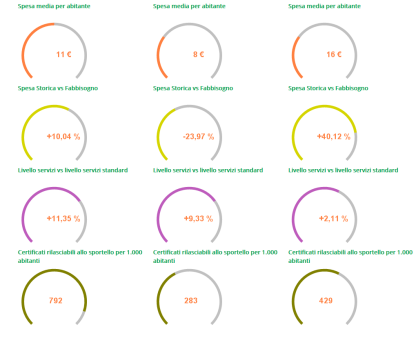 Spesa media per abitante Spesa media per abitante Spesa media per abitante
11 € 8 € 16 €
Spesa Storica vs Fabbisogno Spesa Storica vs Fabbisogno Spesa Storica vs Fabbisogno
+10,04 % -23,97 % +40,12 %
Livello servizi vs livello servizi standard Livello servizi vs livello servizi standard Livello servizi vs livello servizi standard
+11,35 % +9,33 % +2,11 %
Certificati rilasciabili allo sportello per 1.000 Certificati rilasciabili allo sportello per 1.000 Certificati rilasciabili allo sportello per 1.000
abitanti abitanti abitanti
792 283 429